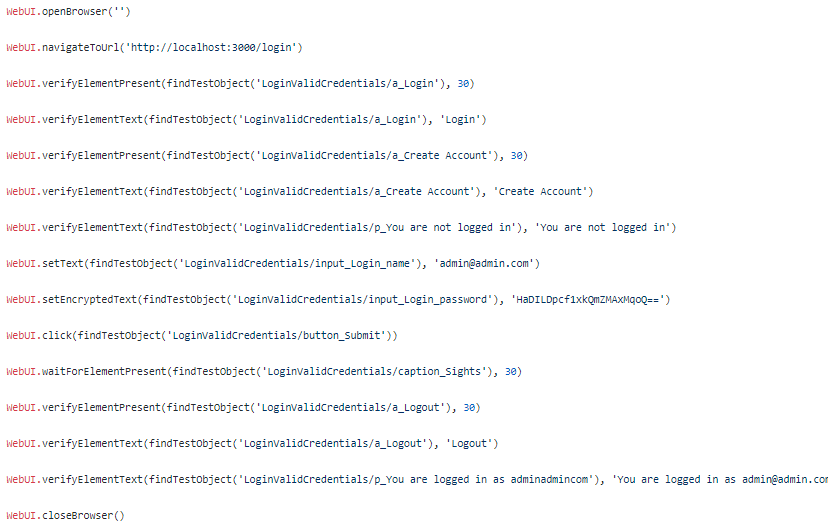 WebUI.openBrowser('')
WebUI.navigateToUrl('http://localhost:3000/login')
WebUI.verifyElementPresent(findTestObject('LoginValidCredentials/a_Login'), 30)
WebUI.verifyElementText(findTestObject('LoginValidCredentials/a_Login'), 'Login')
WebUI.verifyElementPresent(findTestObject('LoginValidCredentials/a_Create Account'), 30)
WebUI.verifyElementText(findTestObject('LoginValidCredentials/a_Create Account'), 'Create Account')
WebUI.verifyElementText(findTestObject('LoginValidCredentials/p_You are not logged in'), 'You are not logged in')
WebUI.setText(findTestObject('LoginValidCredentials/input_Login_name'), 'admin@admin.com')
WebUI.setEncryptedText(findTestObject('LoginValidCredentials/input_Login_password'), 'HaDILDpcf1xkQmZMAxMqoQ==')
WebUI.click(findTestObject('LoginValidCredentials/button_Submit'))
WebUI.waitForElementPresent(findTestObject('LoginValidCredentials/caption_Sights'), 30)
WebUI.verifyElementPresent(findTestObject('LoginValidCredentials/a_Logout'), 30)
WebUI.verifyElementText(findTestObject('LoginValidCredentials/a_Logout'), 'Logout')
WebUI.verifyElementText(findTestObject('LoginValidCredentials/p_You are logged in as adminadmincom'), 'You are logged in as admin@admin.co
WebUI.closeBrowser()